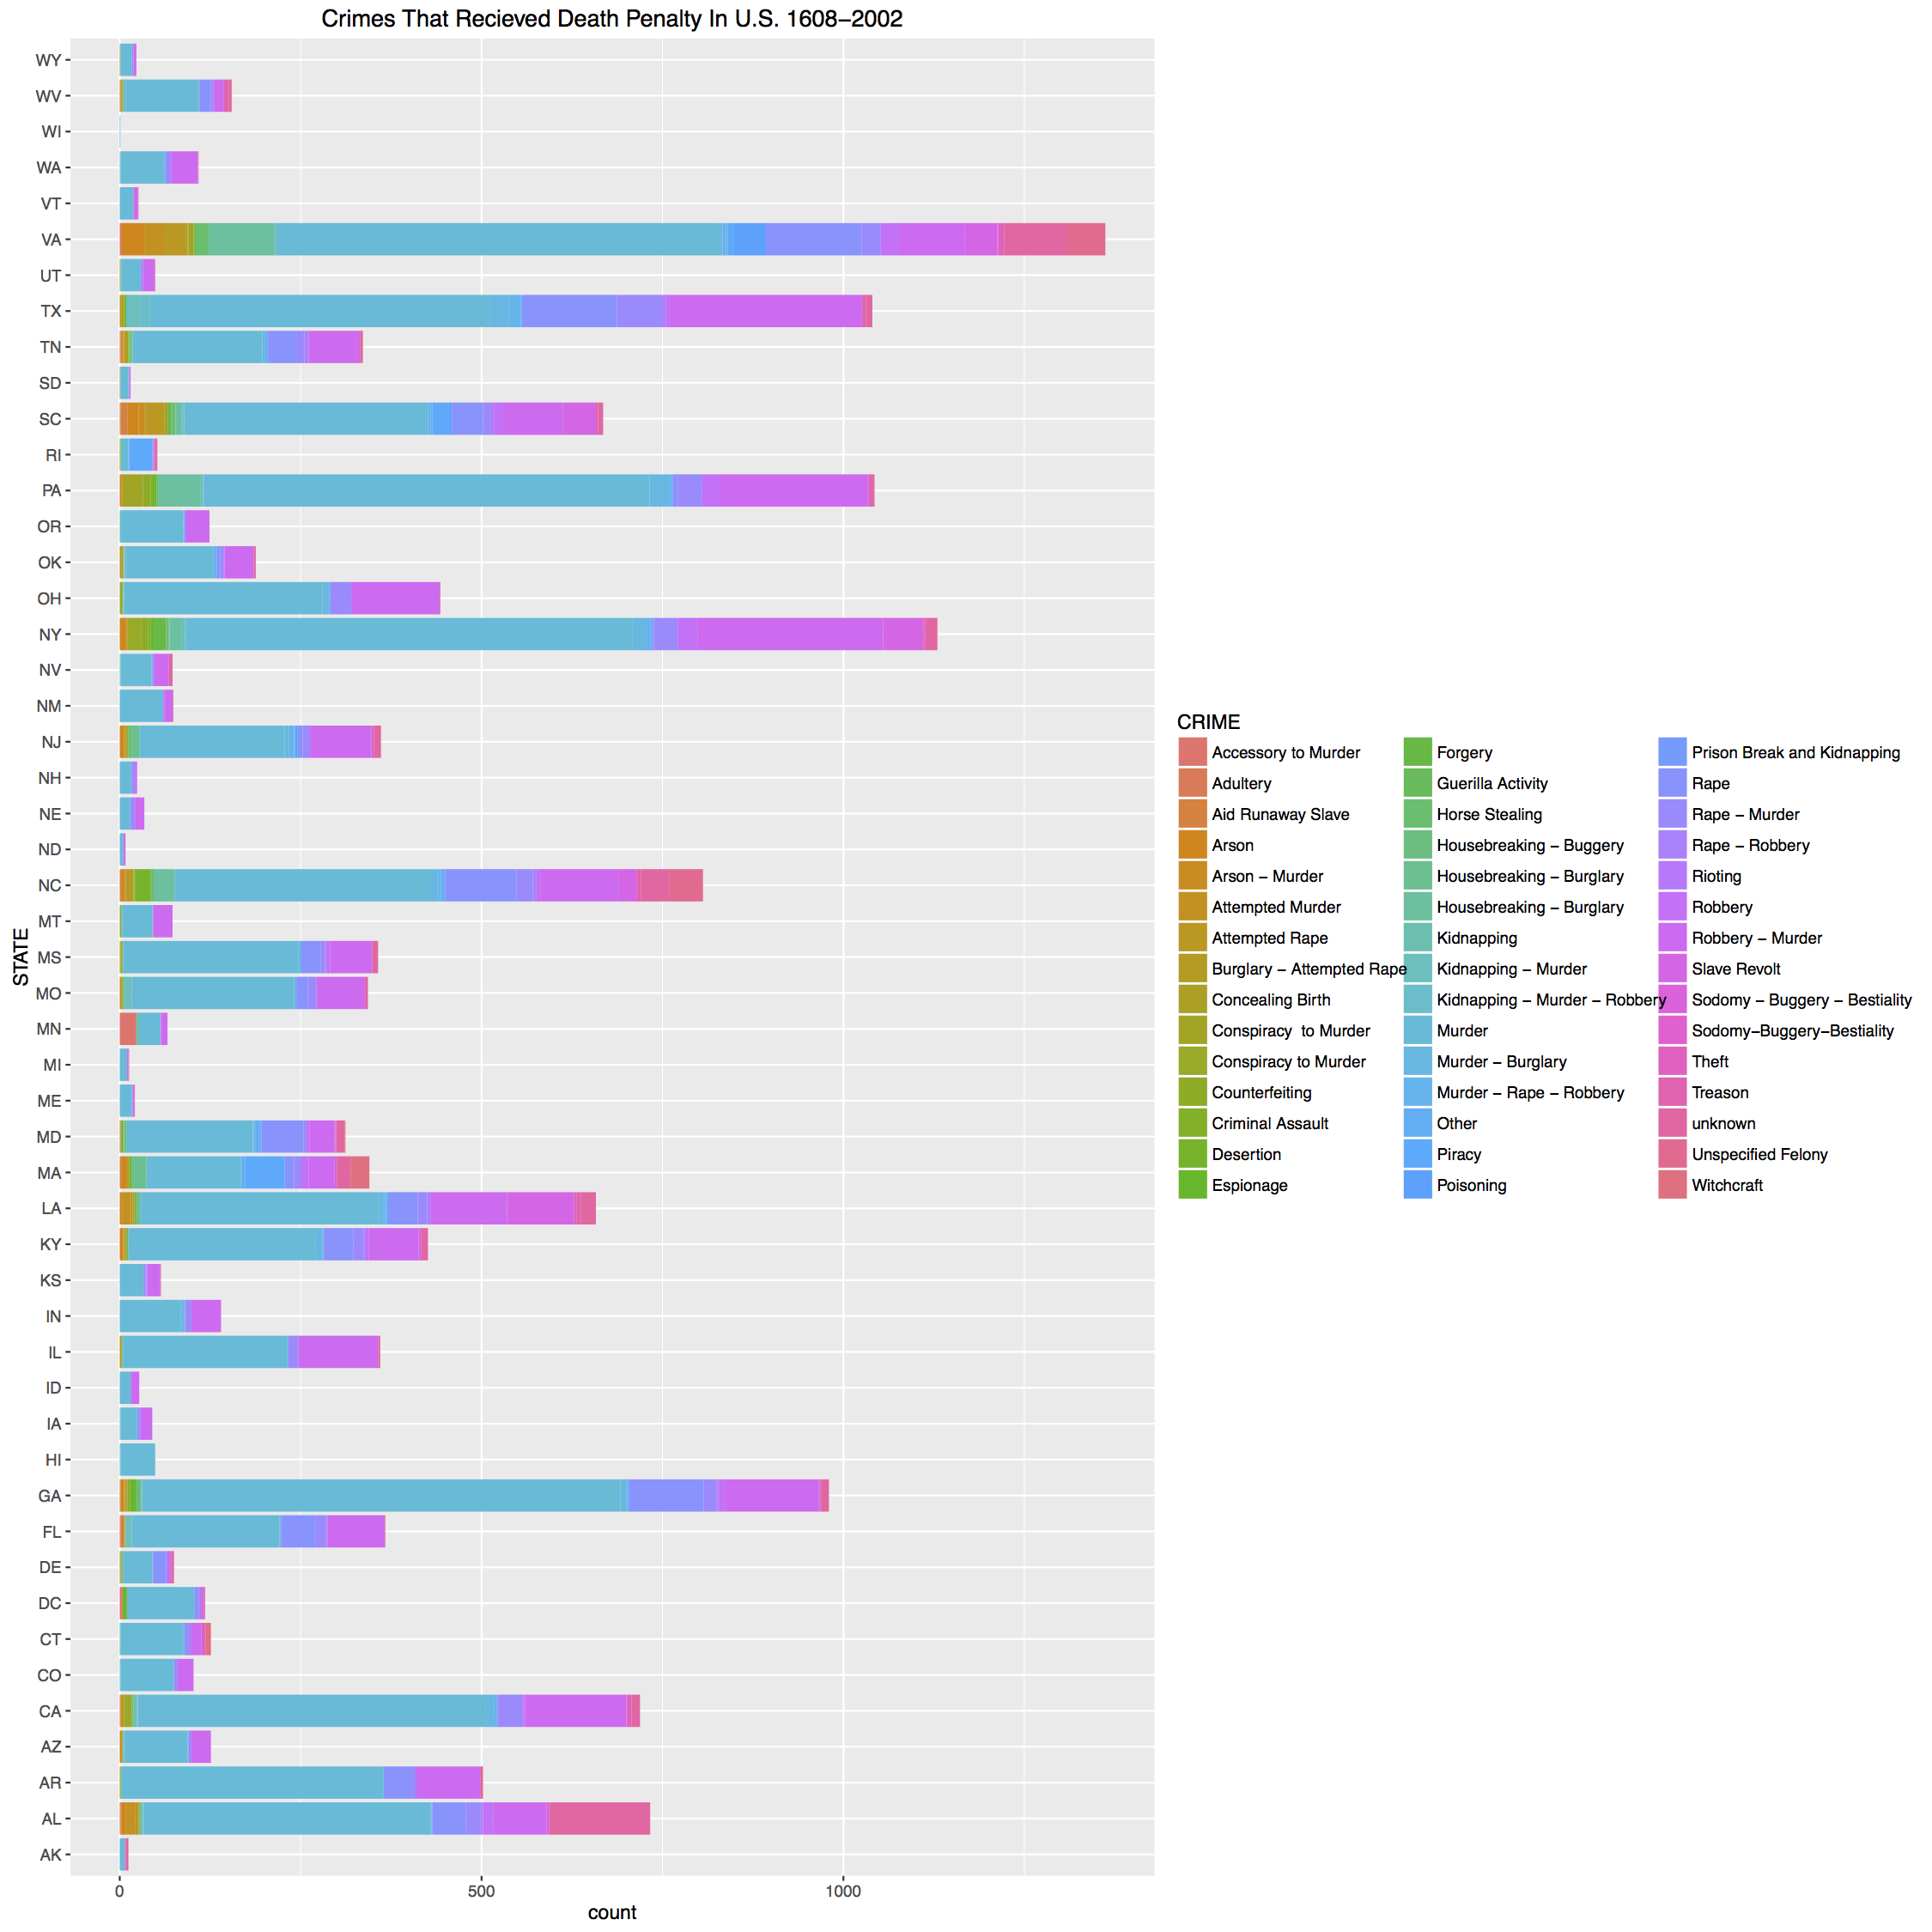 Crimes That Recieved Death Penalty In U.S. 1608–2002
WY
WV
WI
WA
VT
VA
UT
TX
TN
SD
SC
RI
PA
OR
OK
OH
NY
NV
NM
NJ
NH
NE
ND
NC
MT
MS
MO
MN
MI
ME
MD
MA
LA
KY
KS
IN
IL
ID
IA
HI
GA
FL
DE
DC
CT
CO
CA
AZ
AR
AL
AK
STATE
0 500 1000
count
CRIME
Accessory to Murder
Adultery
Aid Runaway Slave
Arson
Arson – Murder
Attempted Murder
Attempted Rape
Burglary – Attempted Rape
Concealing Birth
Conspiracy  to Murder
Conspiracy to Murder
Counterfeiting
Criminal Assault
Desertion
Espionage
Forgery
Guerilla Activity
Horse Stealing
Housebreaking – Buggery
Housebreaking – Burglary
Housebreaking – Burglary
Kidnapping
Kidnapping – Murder
Kidnapping – Murder – Robbery
Murder
Murder – Burglary
Murder – Rape – Robbery
Other
Piracy
Poisoning
Prison Break and Kidnapping
Rape
Rape – Murder
Rape – Robbery
Rioting
Robbery
Robbery – Murder
Slave Revolt
Sodomy – Buggery – Bestiality
Sodomy–Buggery–Bestiality
Theft
Treason
unknown
Unspecified Felony
Witchcraft